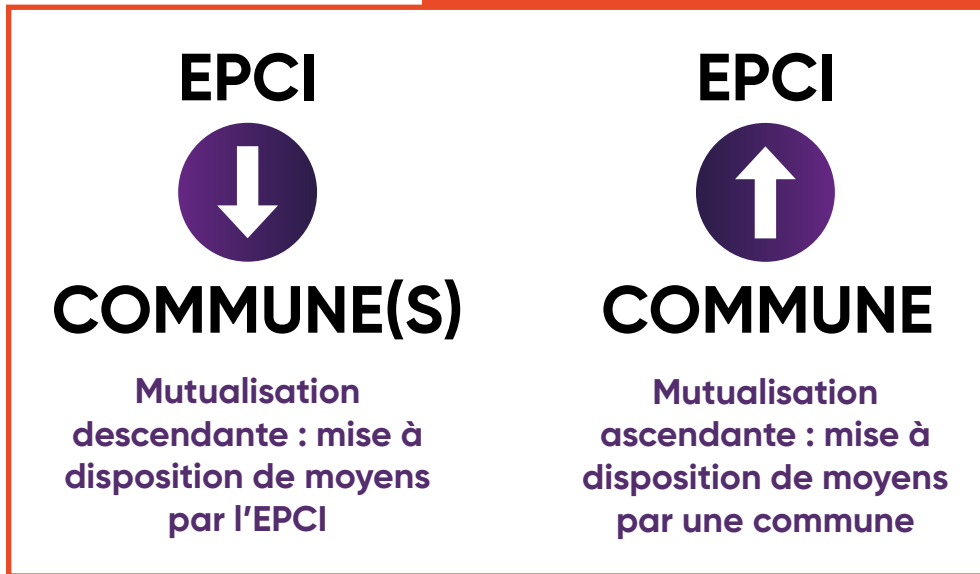 EPCI
COMMUNE(S)
Mutualisation
descendante : mise à
disposition de moyens
par l’EPCI
EPCI
COMMUNE
Mutualisation
ascendante : mise à
disposition de moyens
par une commune